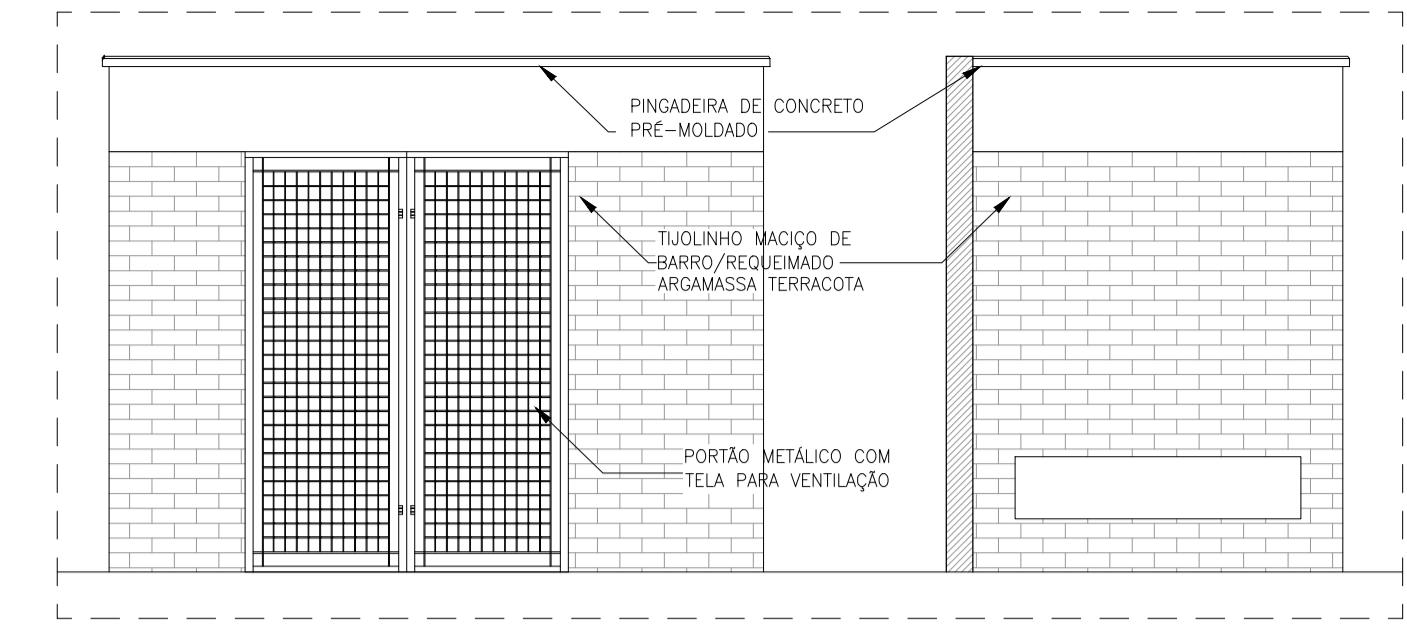 PINGADEIRA DE CONCRETO
PRÉ-MOLDADO
TIJOLINHO MACIÇO DE
BARRO/REQUEIMADO
ARGAMASSA TERRACOTA
PORTÃO METÁLICO COM
TELA PARA VENTILAÇÃO